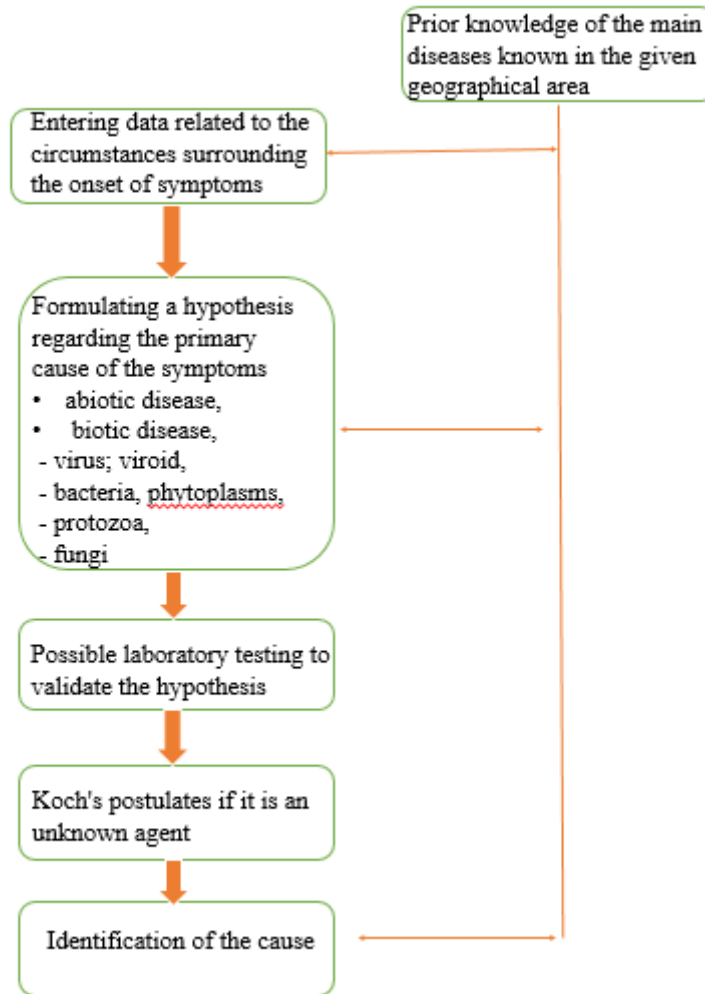 Prior knowledge of the main
diseases known in the given
geographical area
Entering data related to the
circumstances surrounding
the onset of symptoms
Formulating a hypothesis
regarding the primary
cause of the symptoms
• abiotic disease,
• biotic disease,
- virus; viroid,
- bacteria, phytoplasms,
- protozoa,
- fungi
Possible laboratory testing to
validate the hypothesis
Koch's postulates if it is an
unknown agent
Identification of the cause